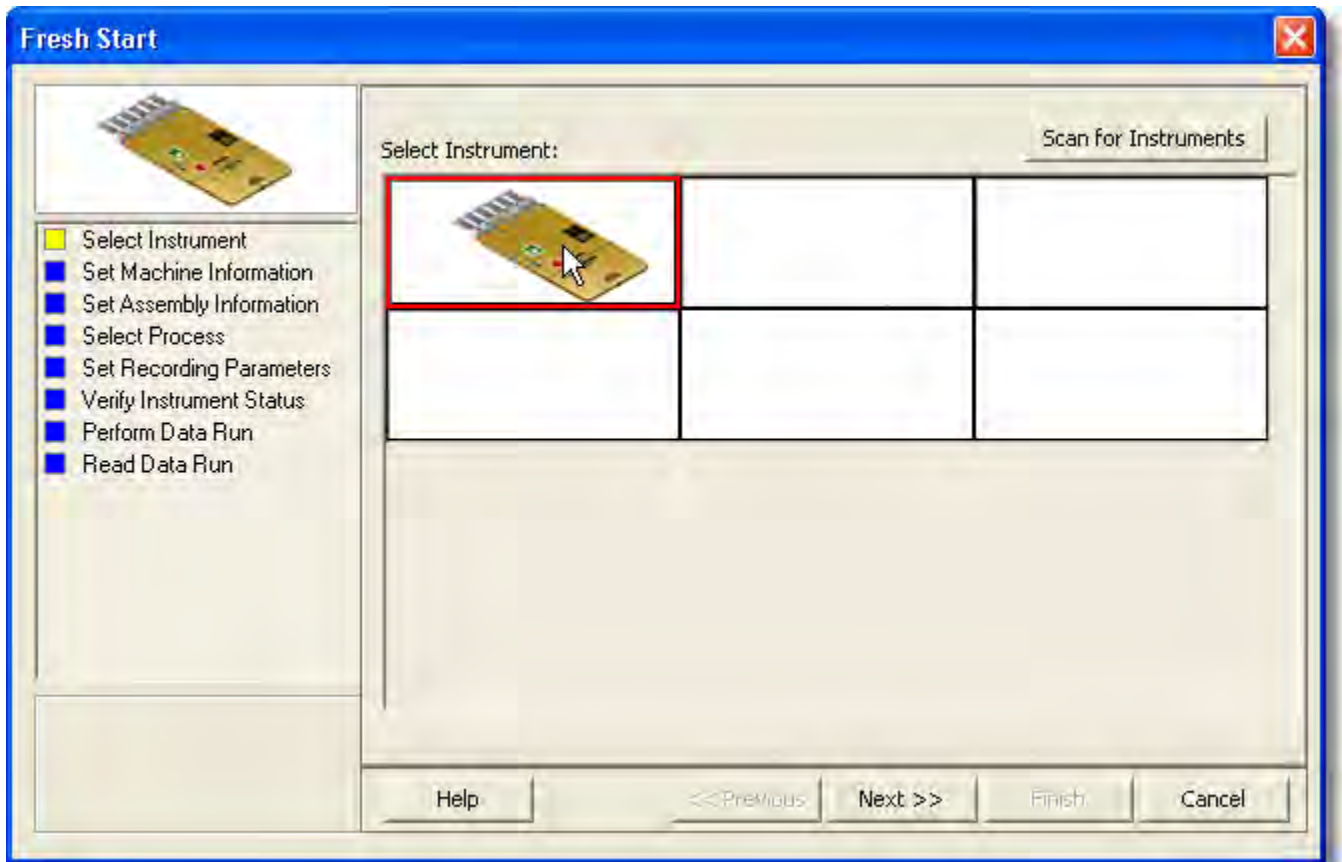 Fresh Start
Scan for Instruments
Select Instrument:
Select Instrument
Set Machine Information
Set Assembly Information
Select Process
Set Recording Parameters
Verify Instrument Status
Perform Data Run
Read Data Run
Help
<< Previous
Next >>
Finish
Cancel